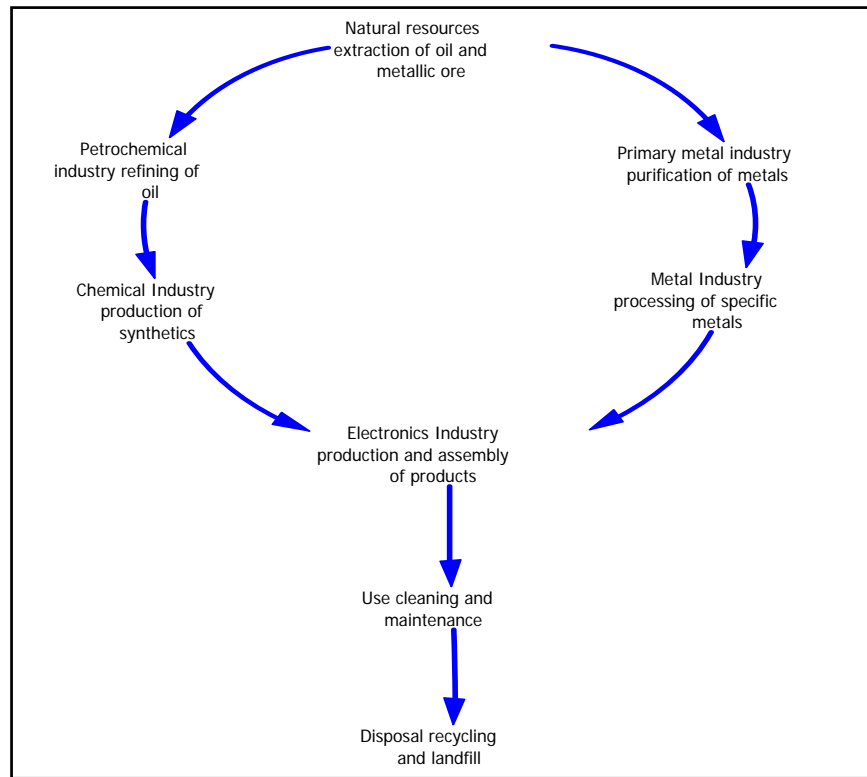 Natural resources
extraction of oil and
metallic ore
Petrochemical
industry refining of
oil
Primary metal industry
purification of metals
Chemical Industry
production of
synthetics
Metal Industry
processing of specific
metals
Electronics Industry
production and assembly
of products
Use cleaning and
maintenance
Disposal recycling
and landfill